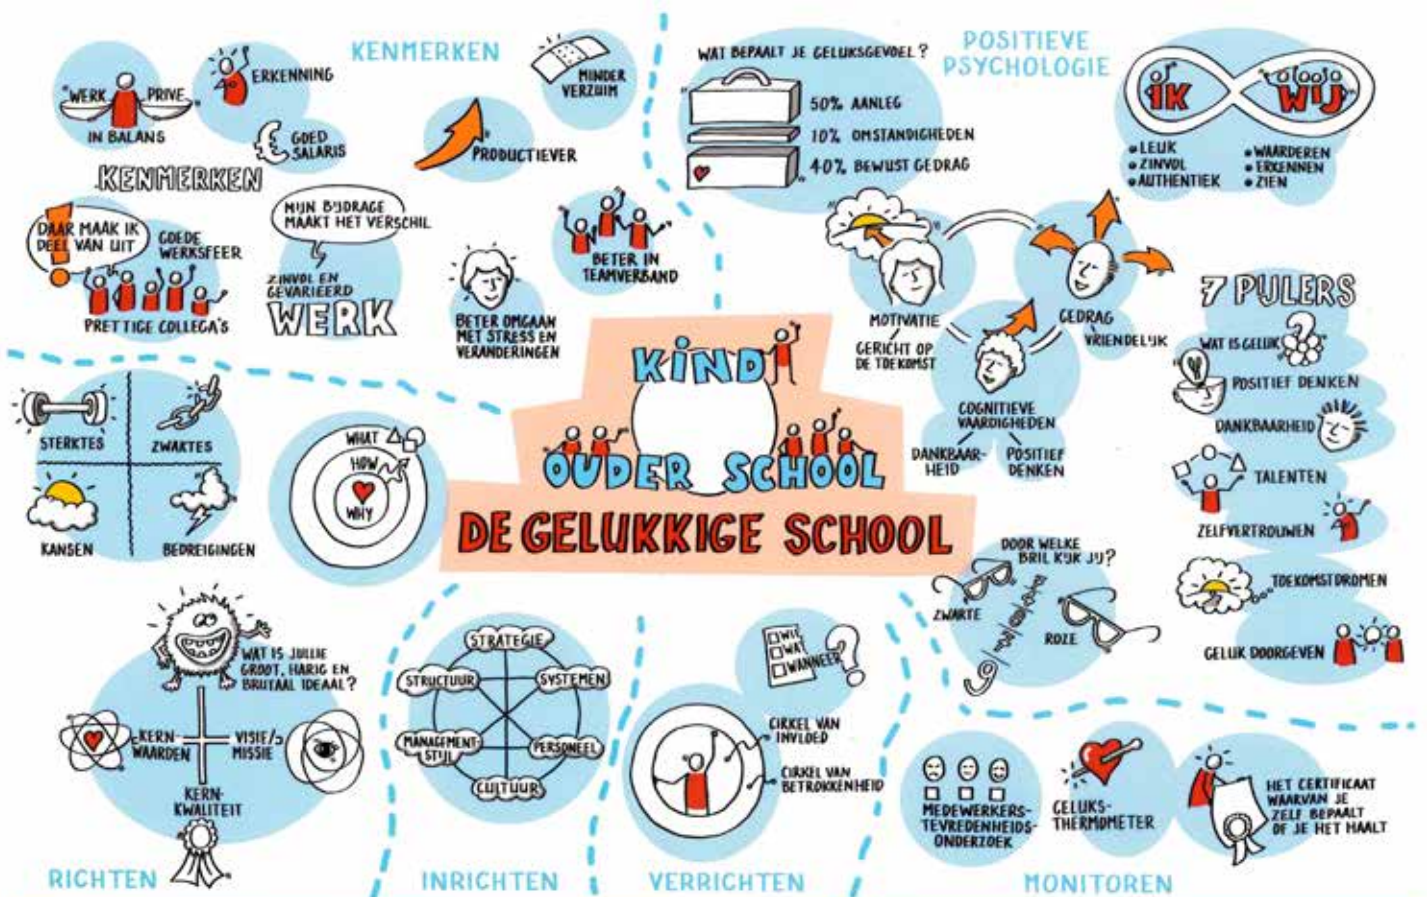 KENMERKEN
WERK
PRIVE
IN BALANS
ERKENNING
GOED
SALARIS
KENMERKEN
PRODUCTIEVER
MINDER
VERZUIM
DAAR MAAK IK
DEEL VAN UIT
GOEDE
WERKSFEER
PRETTIGE COLLEGA'S
MIJN BIJDRAGE
MAAKT HET VERSCHIL
ZINVOL EN
GEVARIEERD
WERK
BETER IN
TEAMVERBAND
BETER OMGAAN
MET STRESS EN
VERANDERINGEN
POSITIEVE
PSYCHOLOGIE
WAT BEPAALT JE GELUKSGEVOEL?
50% AANLEG
10% OMSTANDIGHEDEN
40% BEWUST GEDRAG
IK
WIJ
• LEUK
• ZINVOL
• AUTHENTIEK
• WAARDEREN
• ERKENNEN
• ZIEN
MOTIVATIE
GERICHT OP
DE TOEKOMST
GEDRAG
VRIENDELIJK
COGNITIEVE
VAARDIGHEDEN
DANKBAAR-
HEID
POSITIEF
DENKEN
7 PIJLERS
WAT IS GELUK
?
POSITIEF DENKEN
DANKBAARHEID
TALENTEN
ZELFVERTROUWEN
TOEKOMSTDROMEN
GELUK DOORGEVEN
DOOR WELKE
BRIL KIJK JIJ?
ZWARTE
ROZE
KIND
OUDER
SCHOOL
DE GELUKKIGE SCHOOL
STERKTES
ZWAKTES
KANSEN
BEDREIGINGEN
WHAT
HOW
WHY
WAT IS JULLIE
GROOT, HARIG EN
BRUTAAL IDEAAL?
KERN-
WAARDEN
VISIE/
MISSIE
KERN-
KWALITEIT
RICHTEN
STRATEGIE
STRUCTUUR
SYSTEMEN
MANAGEMENT-
STIJL
PERSONEEL
CULTUUR
INRICHTEN
WIE
WAT
WANNEER
?
CIRKEL VAN
INVLOED
CIRKEL VAN
BETROKKENHEID
VERRICHTEN
MEDEWERKERS-
TEVREDENHEIDS-
ONDERZOEK
GELUKS-
THERMOMETER
HET CERTIFICAAT
WAARVAN JE
ZELF BEPAALT
OF JE HET HAALT
MONITOREN